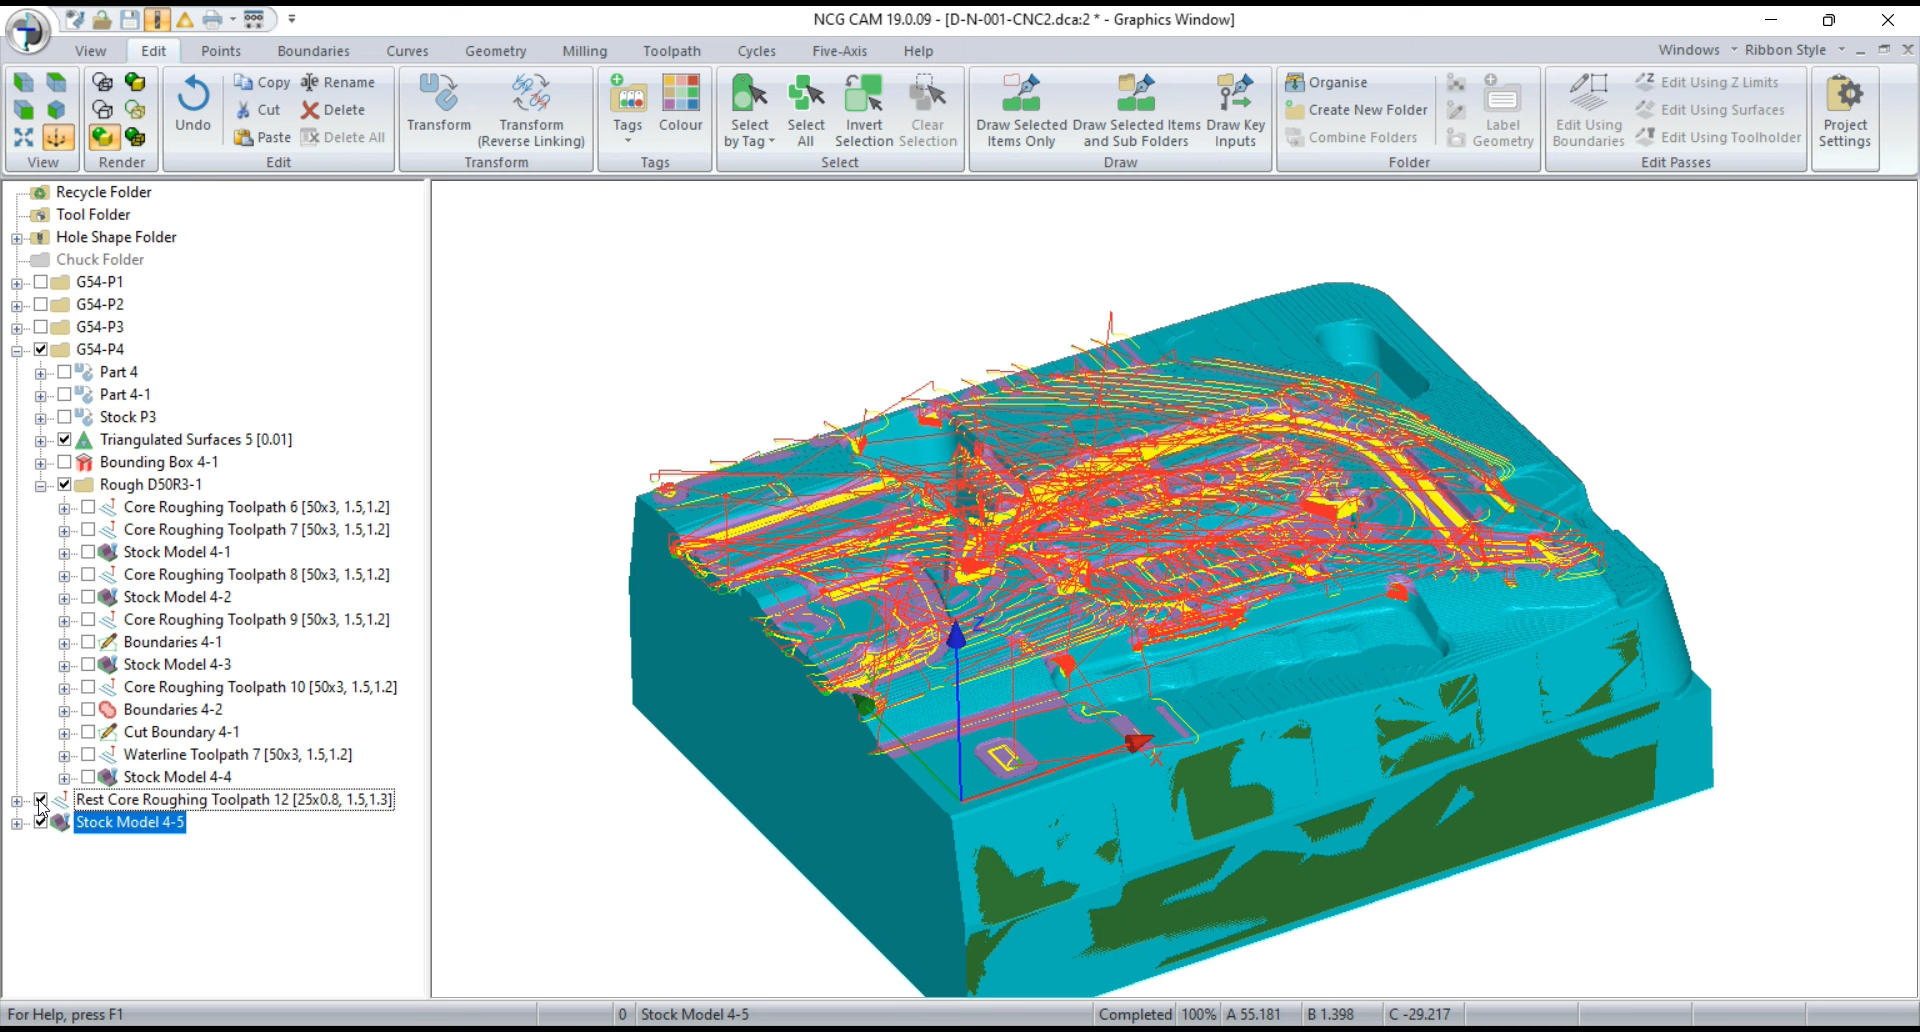 NCG CAM 19.0.09 - [D-N-001-CNC2.dca:2 * - Graphics Window]
View Edit Points Boundaries Curves Geometry Milling Toolpath Cycles Five-Axis Help Windows Ribbon Style
Undo Copy Rename
Cut Delete
Paste Delete All
Transform Transform (Reverse Linking)
Tags Colour
Select by Tag Select All Invert Selection Clear Selection
Draw Selected Items Only Draw Selected Items and Sub Folders Draw Key Inputs
Organise
Create New Folder
Combine Folders
Label Geometry
Edit Using Boundaries
Edit Using Z Limits
Edit Using Surfaces
Edit Using Toolholder
Project Settings
View Render Edit Transform Tags Select Draw Folder Edit Passes
Recycle Folder
Tool Folder
Hole Shape Folder
Chuck Folder
G54-P1
G54-P2
G54-P3
G54-P4
Part 4
Part 4-1
Stock P3
Triangulated Surfaces 5 [0.01]
Bounding Box 4-1
Rough D50R3-1
Core Roughing Toolpath 6 [50x3, 1.5,1.2]
Core Roughing Toolpath 7 [50x3, 1.5,1.2]
Stock Model 4-1
Core Roughing Toolpath 8 [50x3, 1.5,1.2]
Stock Model 4-2
Core Roughing Toolpath 9 [50x3, 1.5,1.2]
Boundaries 4-1
Stock Model 4-3
Core Roughing Toolpath 10 [50x3, 1.5,1.2]
Boundaries 4-2
Cut Boundary 4-1
Waterline Toolpath 7 [50x3, 1.5,1.2]
Stock Model 4-4
Rest Core Roughing Toolpath 12 [25x0.8, 1.5,1.3]
Stock Model 4-5
Z
X
For Help, press F1 0 Stock Model 4-5 Completed 100% A 55.181 B 1.398 C -29.217